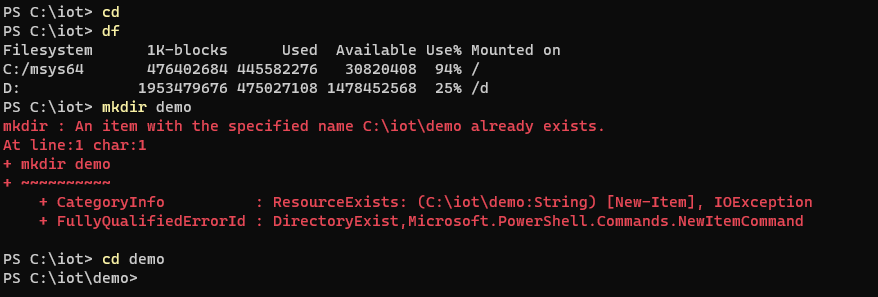 PS C:\iot> cd
PS C:\iot> df
Filesystem      1K-blocks      Used  Available Use% Mounted on
C:/msys64       476402684 445582276   30820408  94% /
D:             1953479676 475027108 1478452568  25% /d
PS C:\iot> mkdir demo
mkdir : An item with the specified name C:\iot\demo already exists.
At line:1 char:1
+ mkdir demo
+ ~~~~~~~~~~
    + CategoryInfo          : ResourceExists: (C:\iot\demo:String) [New-Item], IOException
    + FullyQualifiedErrorId : DirectoryExist,Microsoft.PowerShell.Commands.NewItemCommand

PS C:\iot> cd demo
PS C:\iot\demo>